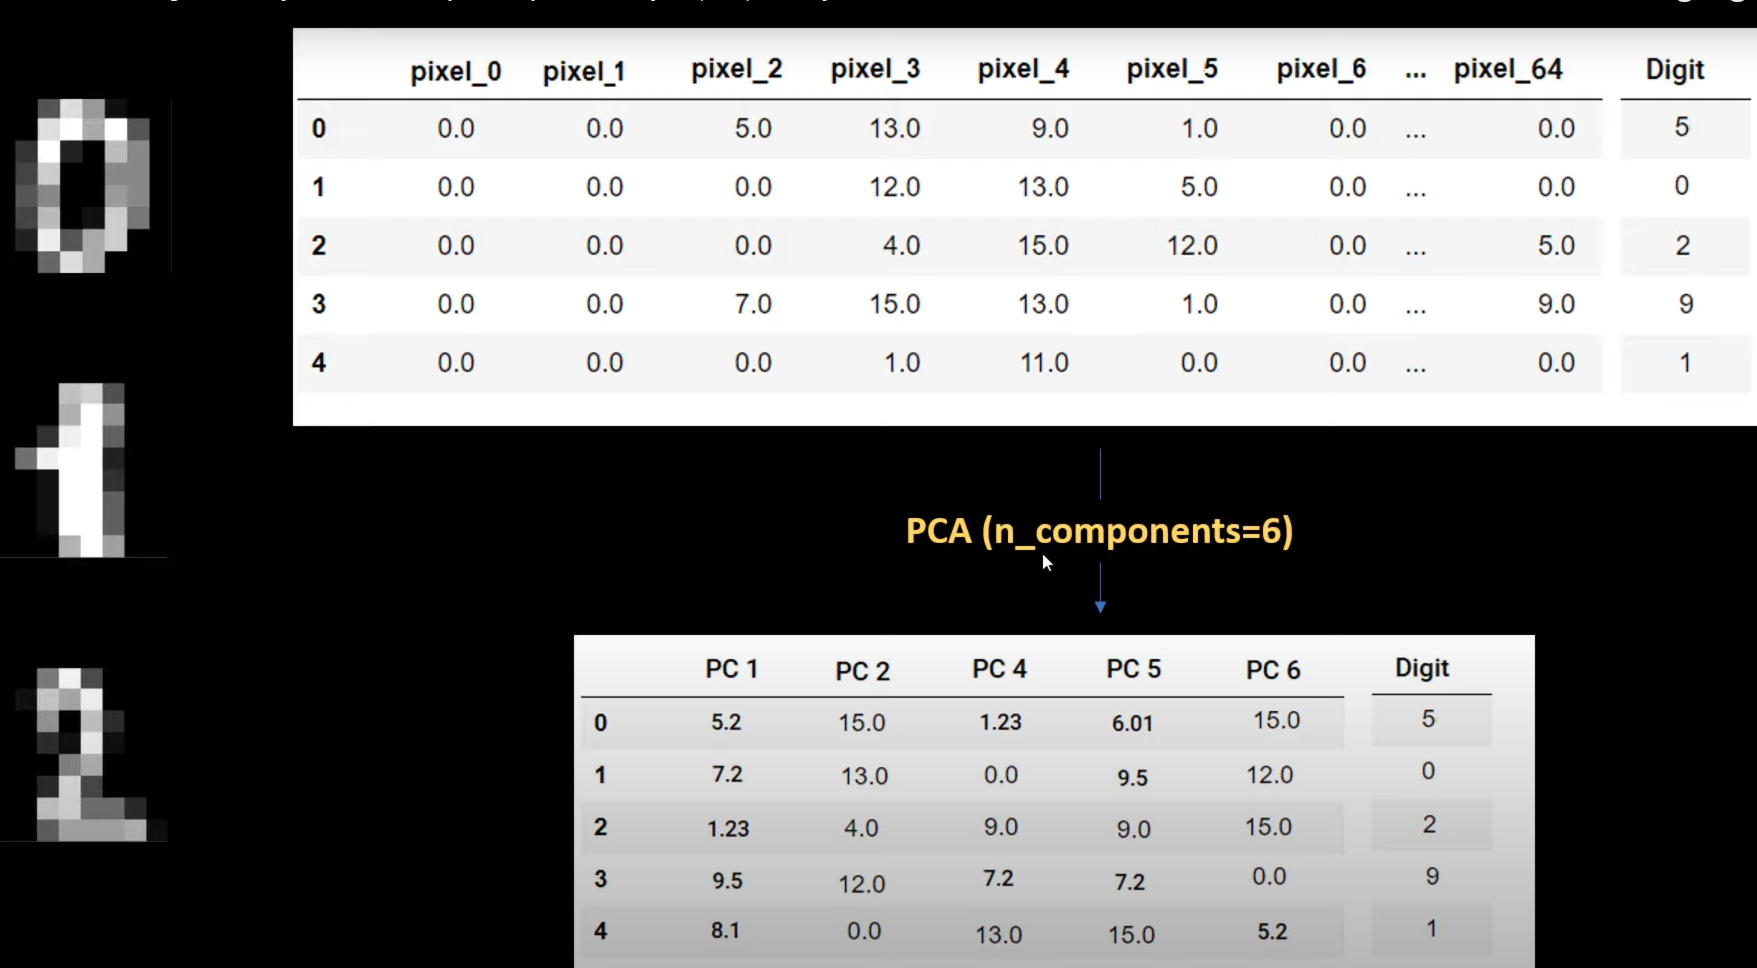 pixel_0 pixel_1 pixel_2 pixel_3 pixel_4 pixel_5 pixel_6 ... pixel_64 Digit
0 0.0 0.0 5.0 13.0 9.0 1.0 0.0 ... 0.0 5
1 0.0 0.0 0.0 12.0 13.0 5.0 0.0 ... 0.0 0
2 0.0 0.0 0.0 4.0 15.0 12.0 0.0 ... 5.0 2
3 0.0 0.0 7.0 15.0 13.0 1.0 0.0 ... 9.0 9
4 0.0 0.0 0.0 1.0 11.0 0.0 0.0 ... 0.0 1
PCA (n_components=6)
PC 1 PC 2 PC 4 PC 5 PC 6 Digit
0 5.2 15.0 1.23 6.01 15.0 5
1 7.2 13.0 0.0 9.5 12.0 0
2 1.23 4.0 9.0 9.0 15.0 2
3 9.5 12.0 7.2 7.2 0.0 9
4 8.1 0.0 13.0 15.0 5.2 1